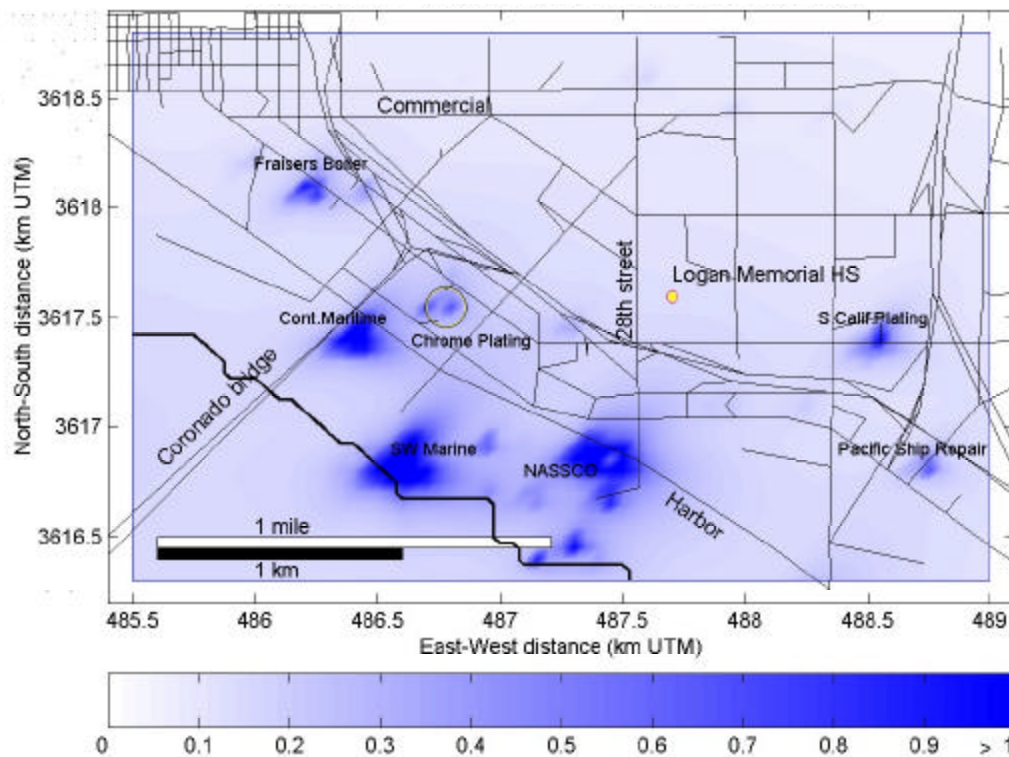 3618.5
Commercial
Fraisers Boiler
3618
28th street
Logan Memorial HS
3617.5
Cont.Maritime
S Calif Plating
Chrome Plating
North-South distance (km UTM)
Coronado bridge
3617
SW Marine
Pacific Ship Repair
NASSCO
Harbor
1 mile
3616.5
1 km
485.5 486 486.5 487 487.5 488 488.5 489
East-West distance (km UTM)
0 0.1 0.2 0.3 0.4 0.5 0.6 0.7 0.8 0.9 > 1